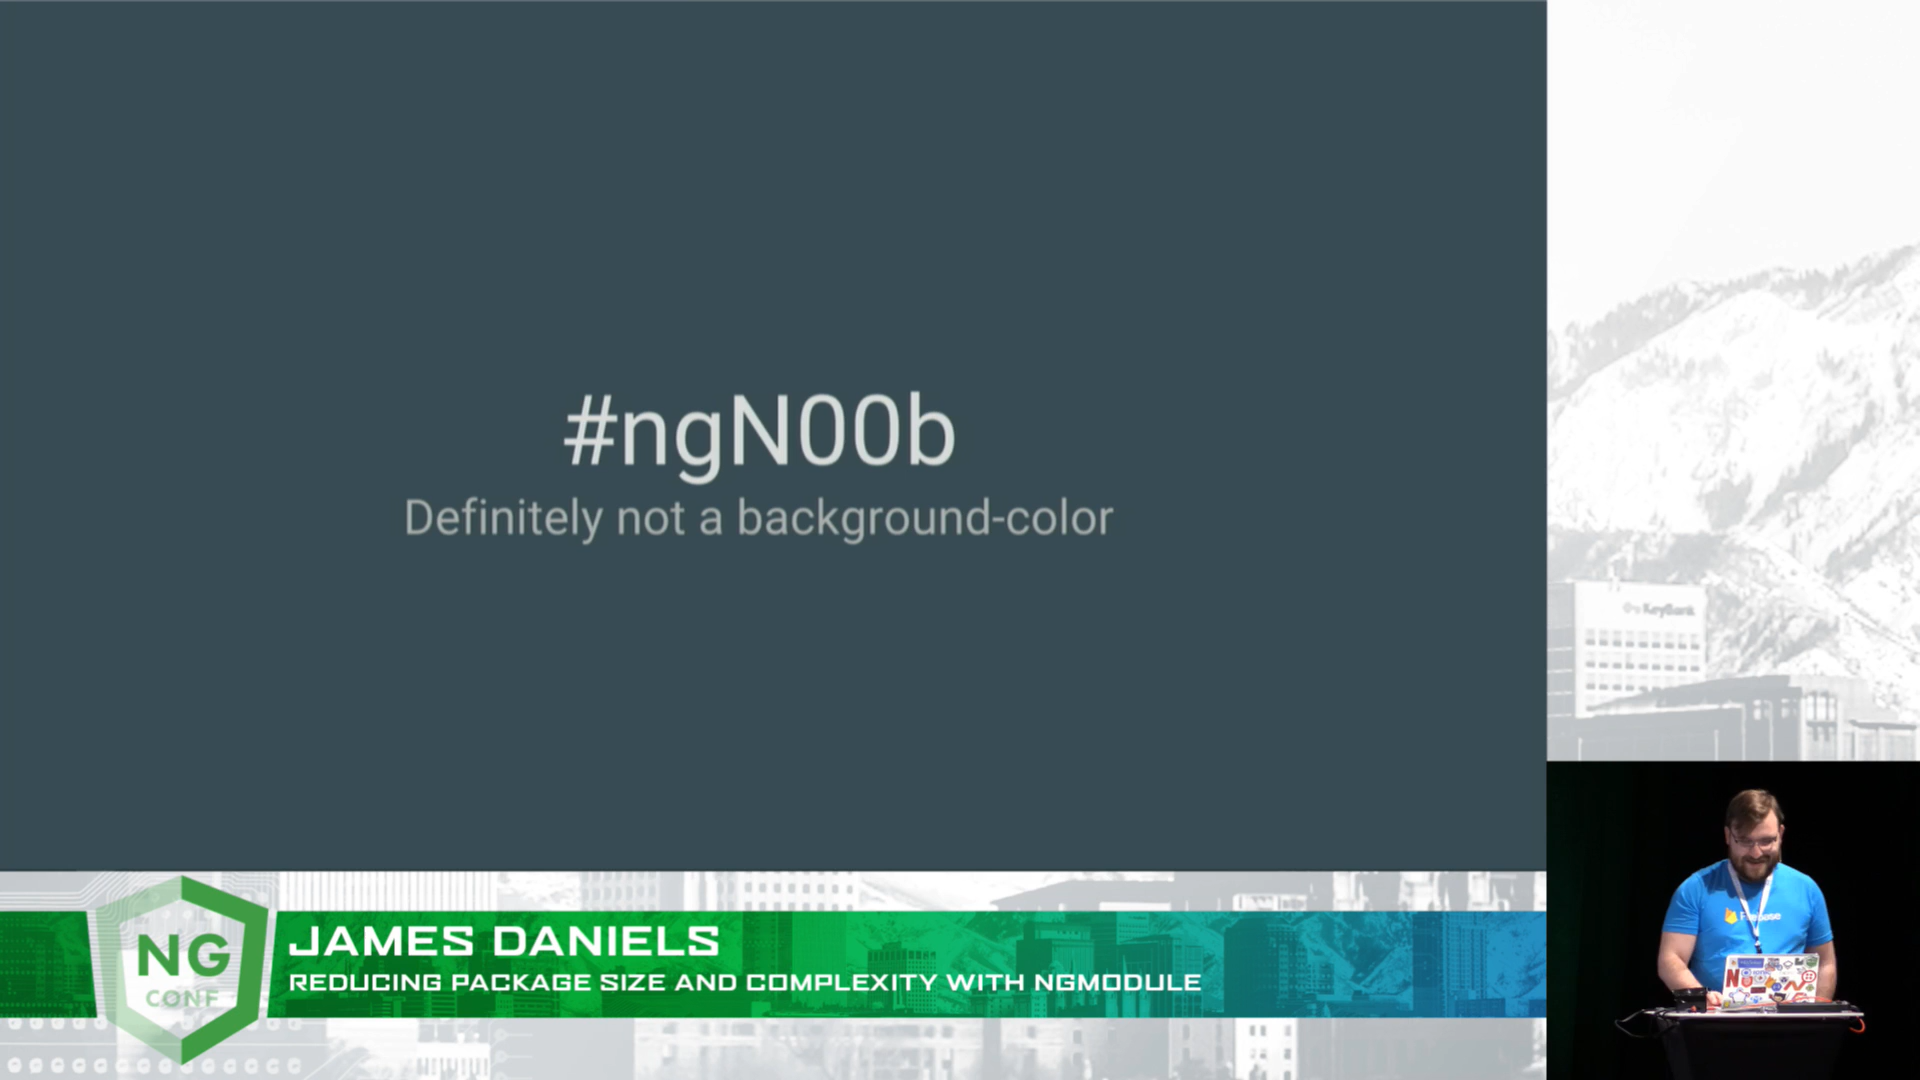 #ngN00b
Definitely not a background-color
KeyBank
NG
CONF
JAMES DANIELS
REDUCING PACKAGE SIZE AND COMPLEXITY WITH NGMODULE
Firebase